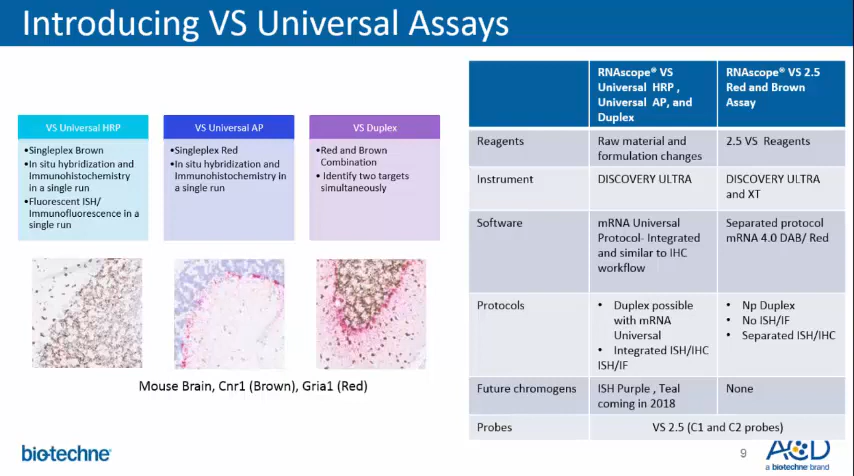 Introducing VS Universal Assays
VS Universal HRP
•Singleplex Brown
•In situ hybridization and
Immunohistochemistry
in a single run
•Fluorescent ISH/
Immunofluorescence in a
single run
VS Universal AP
•Singleplex Red
•In situ hybridization and
Immunohistochemistry in
a single run
VS Duplex
•Red and Brown
Combination
• Identify two targets
simultaneously
Mouse Brain, Cnr1 (Brown), Gria1 (Red)
RNAscope® VS
Universal HRP ,
Universal AP, and
Duplex
RNAscope® VS 2.5
Red and Brown
Assay
Reagents
Raw material and
formulation changes
2.5 VS Reagents
Instrument
DISCOVERY ULTRA
DISCOVERY ULTRA
and XT
Software
mRNA Universal
Protocol- Integrated
and similar to IHC
workflow
Separated protocol
mRNA 4.0 DAB/ Red
Protocols
• Duplex possible
with mRNA
Universal
• Integrated ISH/IHC
ISH/IF
• Np Duplex
• No ISH/IF
• Separated ISH/IHC
Future chromogens
ISH Purple , Teal
coming in 2018
None
Probes
VS 2.5 (C1 and C2 probes)
bio-techne®
9
ACD
a biotechne brand